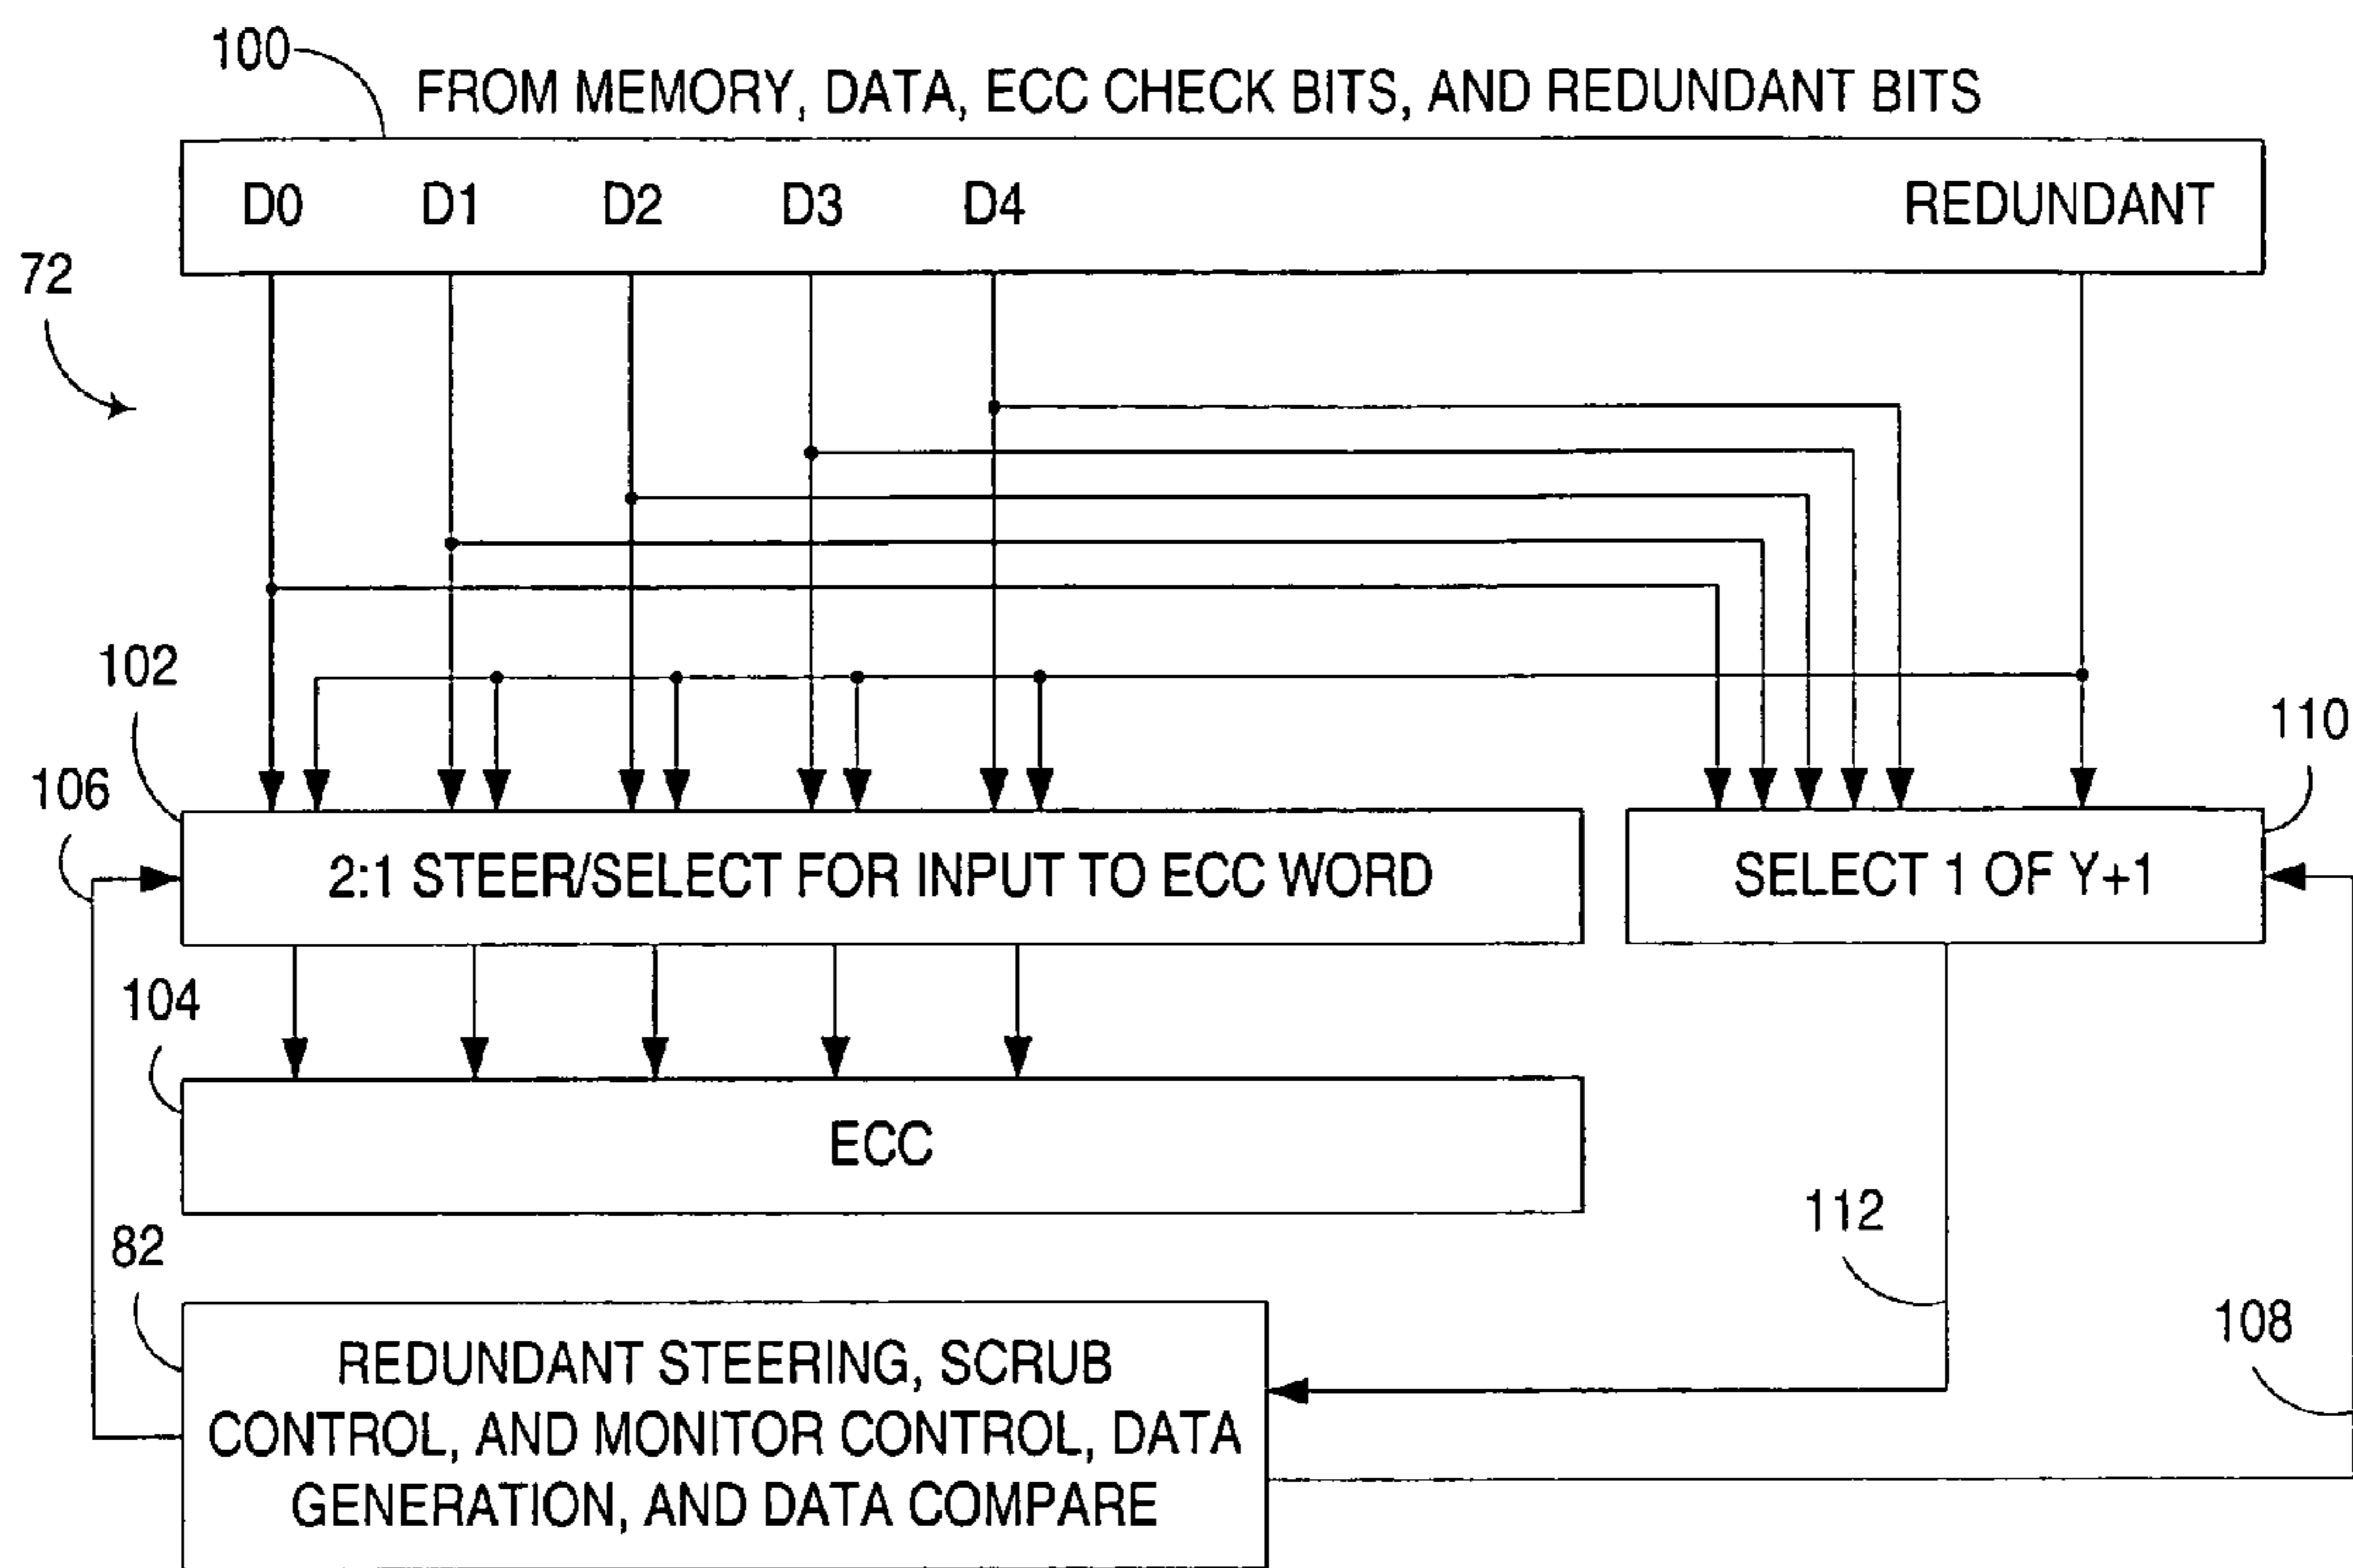 100
FROM MEMORY, DATA, ECC CHECK BITS, AND REDUNDANT BITS
D0 D1 D2 D3 D4 REDUNDANT
72
102
110
106
2:1 STEER/SELECT FOR INPUT TO ECC WORD
SELECT 1 OF Y+1
104
ECC
112
82
108
REDUNDANT STEERING, SCRUB
CONTROL, AND MONITOR CONTROL, DATA
GENERATION, AND DATA COMPARE